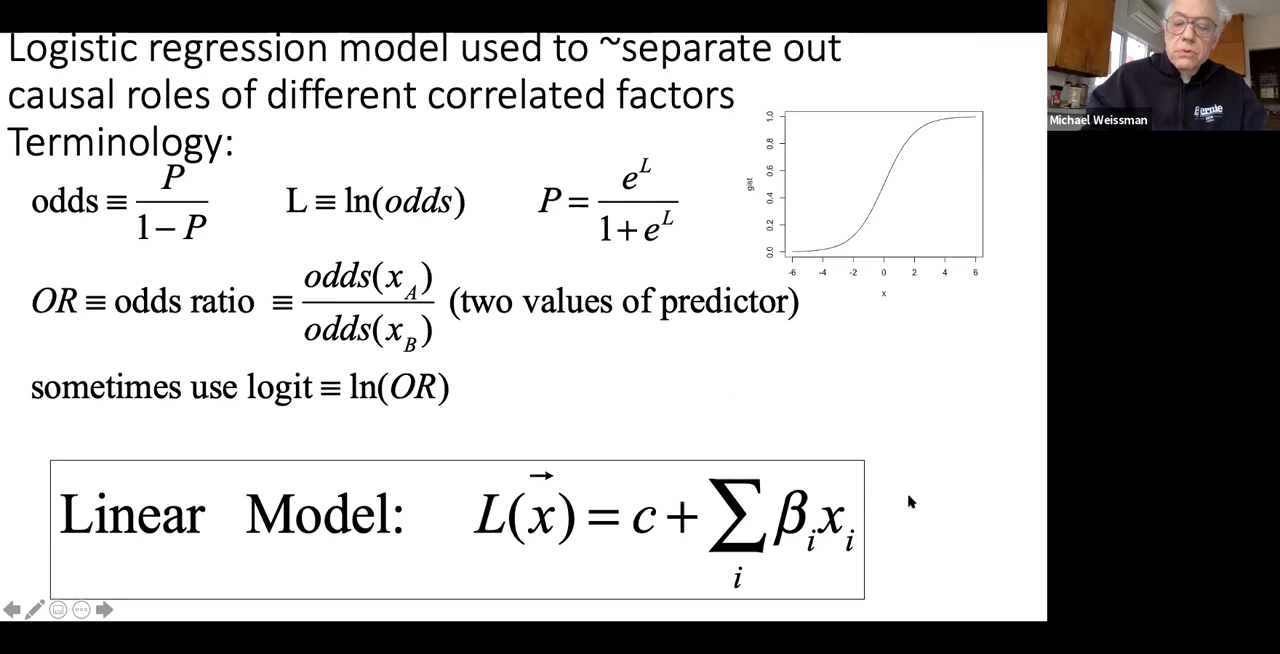 Logistic regression model used to ~separate out
causal roles of different correlated factors
Terminology:
odds ≡ P / (1 − P)    L ≡ ln(odds)    P = e^L / (1 + e^L)
OR ≡ odds ratio ≡ odds(x_A) / odds(x_B) (two values of predictor)
sometimes use logit ≡ ln(OR)
Linear Model: L(x⃗) = c + ∑_i β_i x_i
gist
1.0
0.8
0.6
0.4
0.2
0.0
-6 -4 -2 0 2 4 6
x
Michael Weissman
Bernie